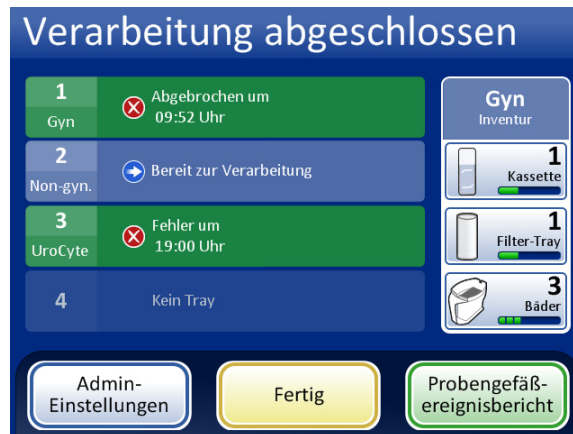 Verarbeitung abgeschlossen
1
Gyn
Abgebrochen um
09:52 Uhr
2
Non-gyn.
Bereit zur Verarbeitung
3
UroCyte
Fehler um
19:00 Uhr
4
Kein Tray
Gyn
Inventur
1
Kassette
1
Filter-Tray
3
Bäder
Admin-
Einstellungen
Fertig
Probengefäß-
ereignisbericht